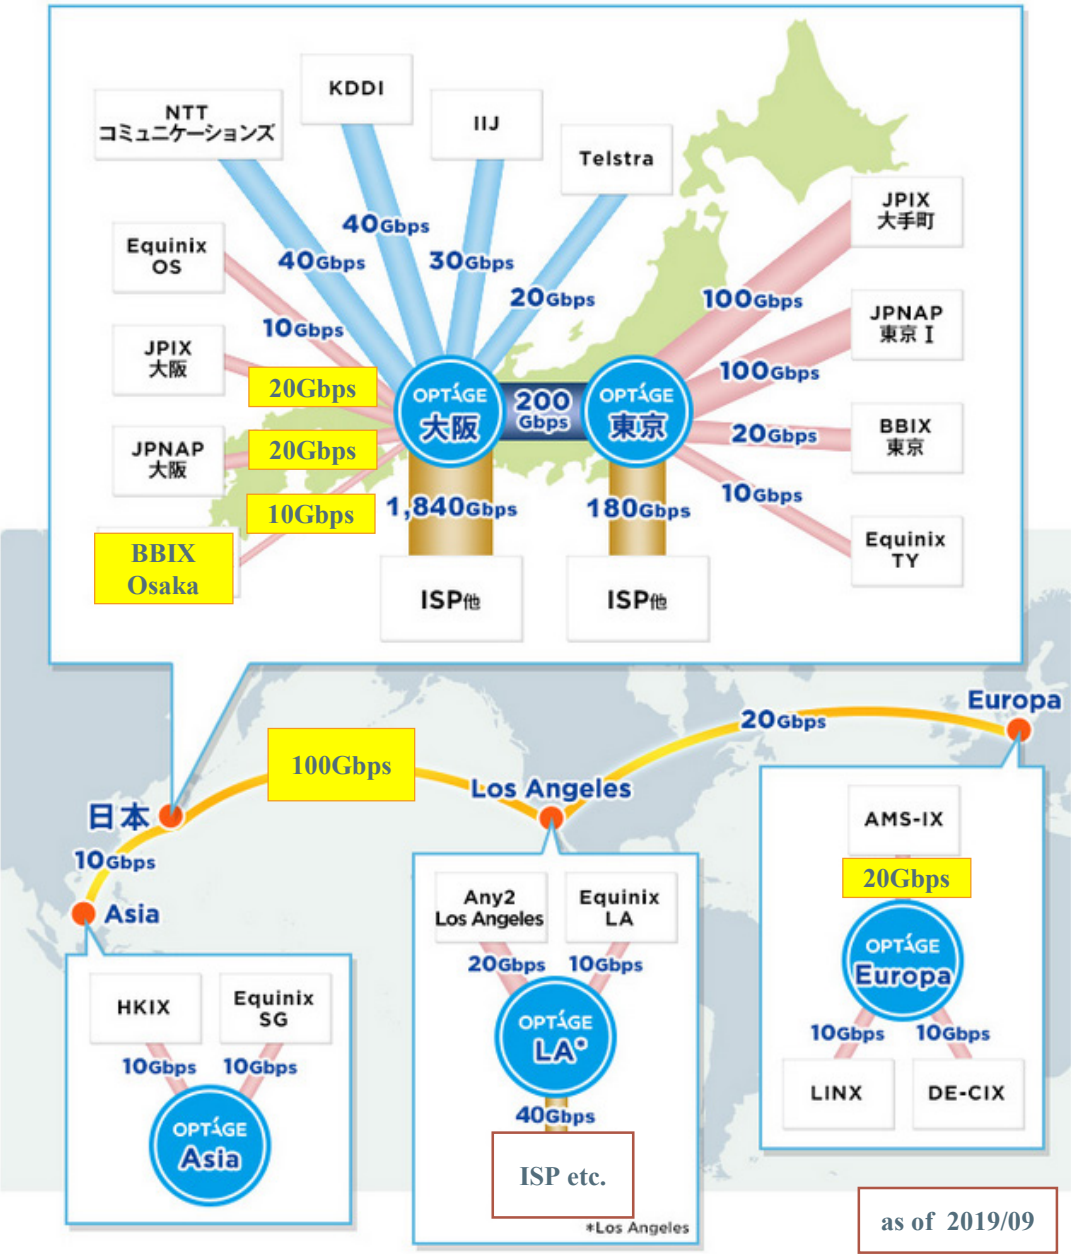 NTT
コミュニケーションズ
KDDI
IIJ
Telstra
Equinix
OS
JPIX
大阪
JPNAP
大阪
BBIX
Osaka
40Gbps
40Gbps
30Gbps
20Gbps
10Gbps
20Gbps
20Gbps
10Gbps
OPTÁGE
大阪
200
Gbps
OPTÁGE
東京
JPIX
大手町
JPNAP
東京 I
BBIX
東京
Equinix
TY
100Gbps
100Gbps
20Gbps
10Gbps
1,840Gbps
180Gbps
ISP他
ISP他
日本
100Gbps
Los Angeles
20Gbps
Europa
10Gbps
Asia
HKIX
Equinix
SG
10Gbps
10Gbps
OPTÁGE
Asia
Any2
Los Angeles
Equinix
LA
20Gbps
10Gbps
OPTÁGE
LA*
40Gbps
ISP etc.
*Los Angeles
AMS-IX
20Gbps
OPTÁGE
Europa
10Gbps
10Gbps
LINX
DE-CIX
as of 2019/09